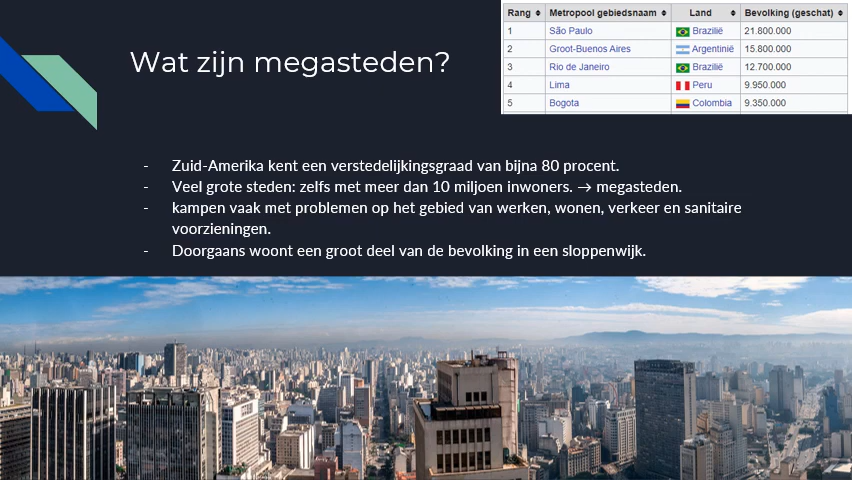 Wat zijn megasteden?
Rang Metropool gebiedsnaam Land Bevolking (geschat)
1 São Paulo Brazilië 21.800.000
2 Groot-Buenos Aires Argentinië 15.800.000
3 Rio de Janeiro Brazilië 12.700.000
4 Lima Peru 9.950.000
5 Bogota Colombia 9.350.000
- Zuid-Amerika kent een verstedelijkingsgraad van bijna 80 procent.
- Veel grote steden: zelfs met meer dan 10 miljoen inwoners. → megasteden.
- kampen vaak met problemen op het gebied van werken, wonen, verkeer en sanitaire
voorzieningen.
- Doorgaans woont een groot deel van de bevolking in een sloppenwijk.